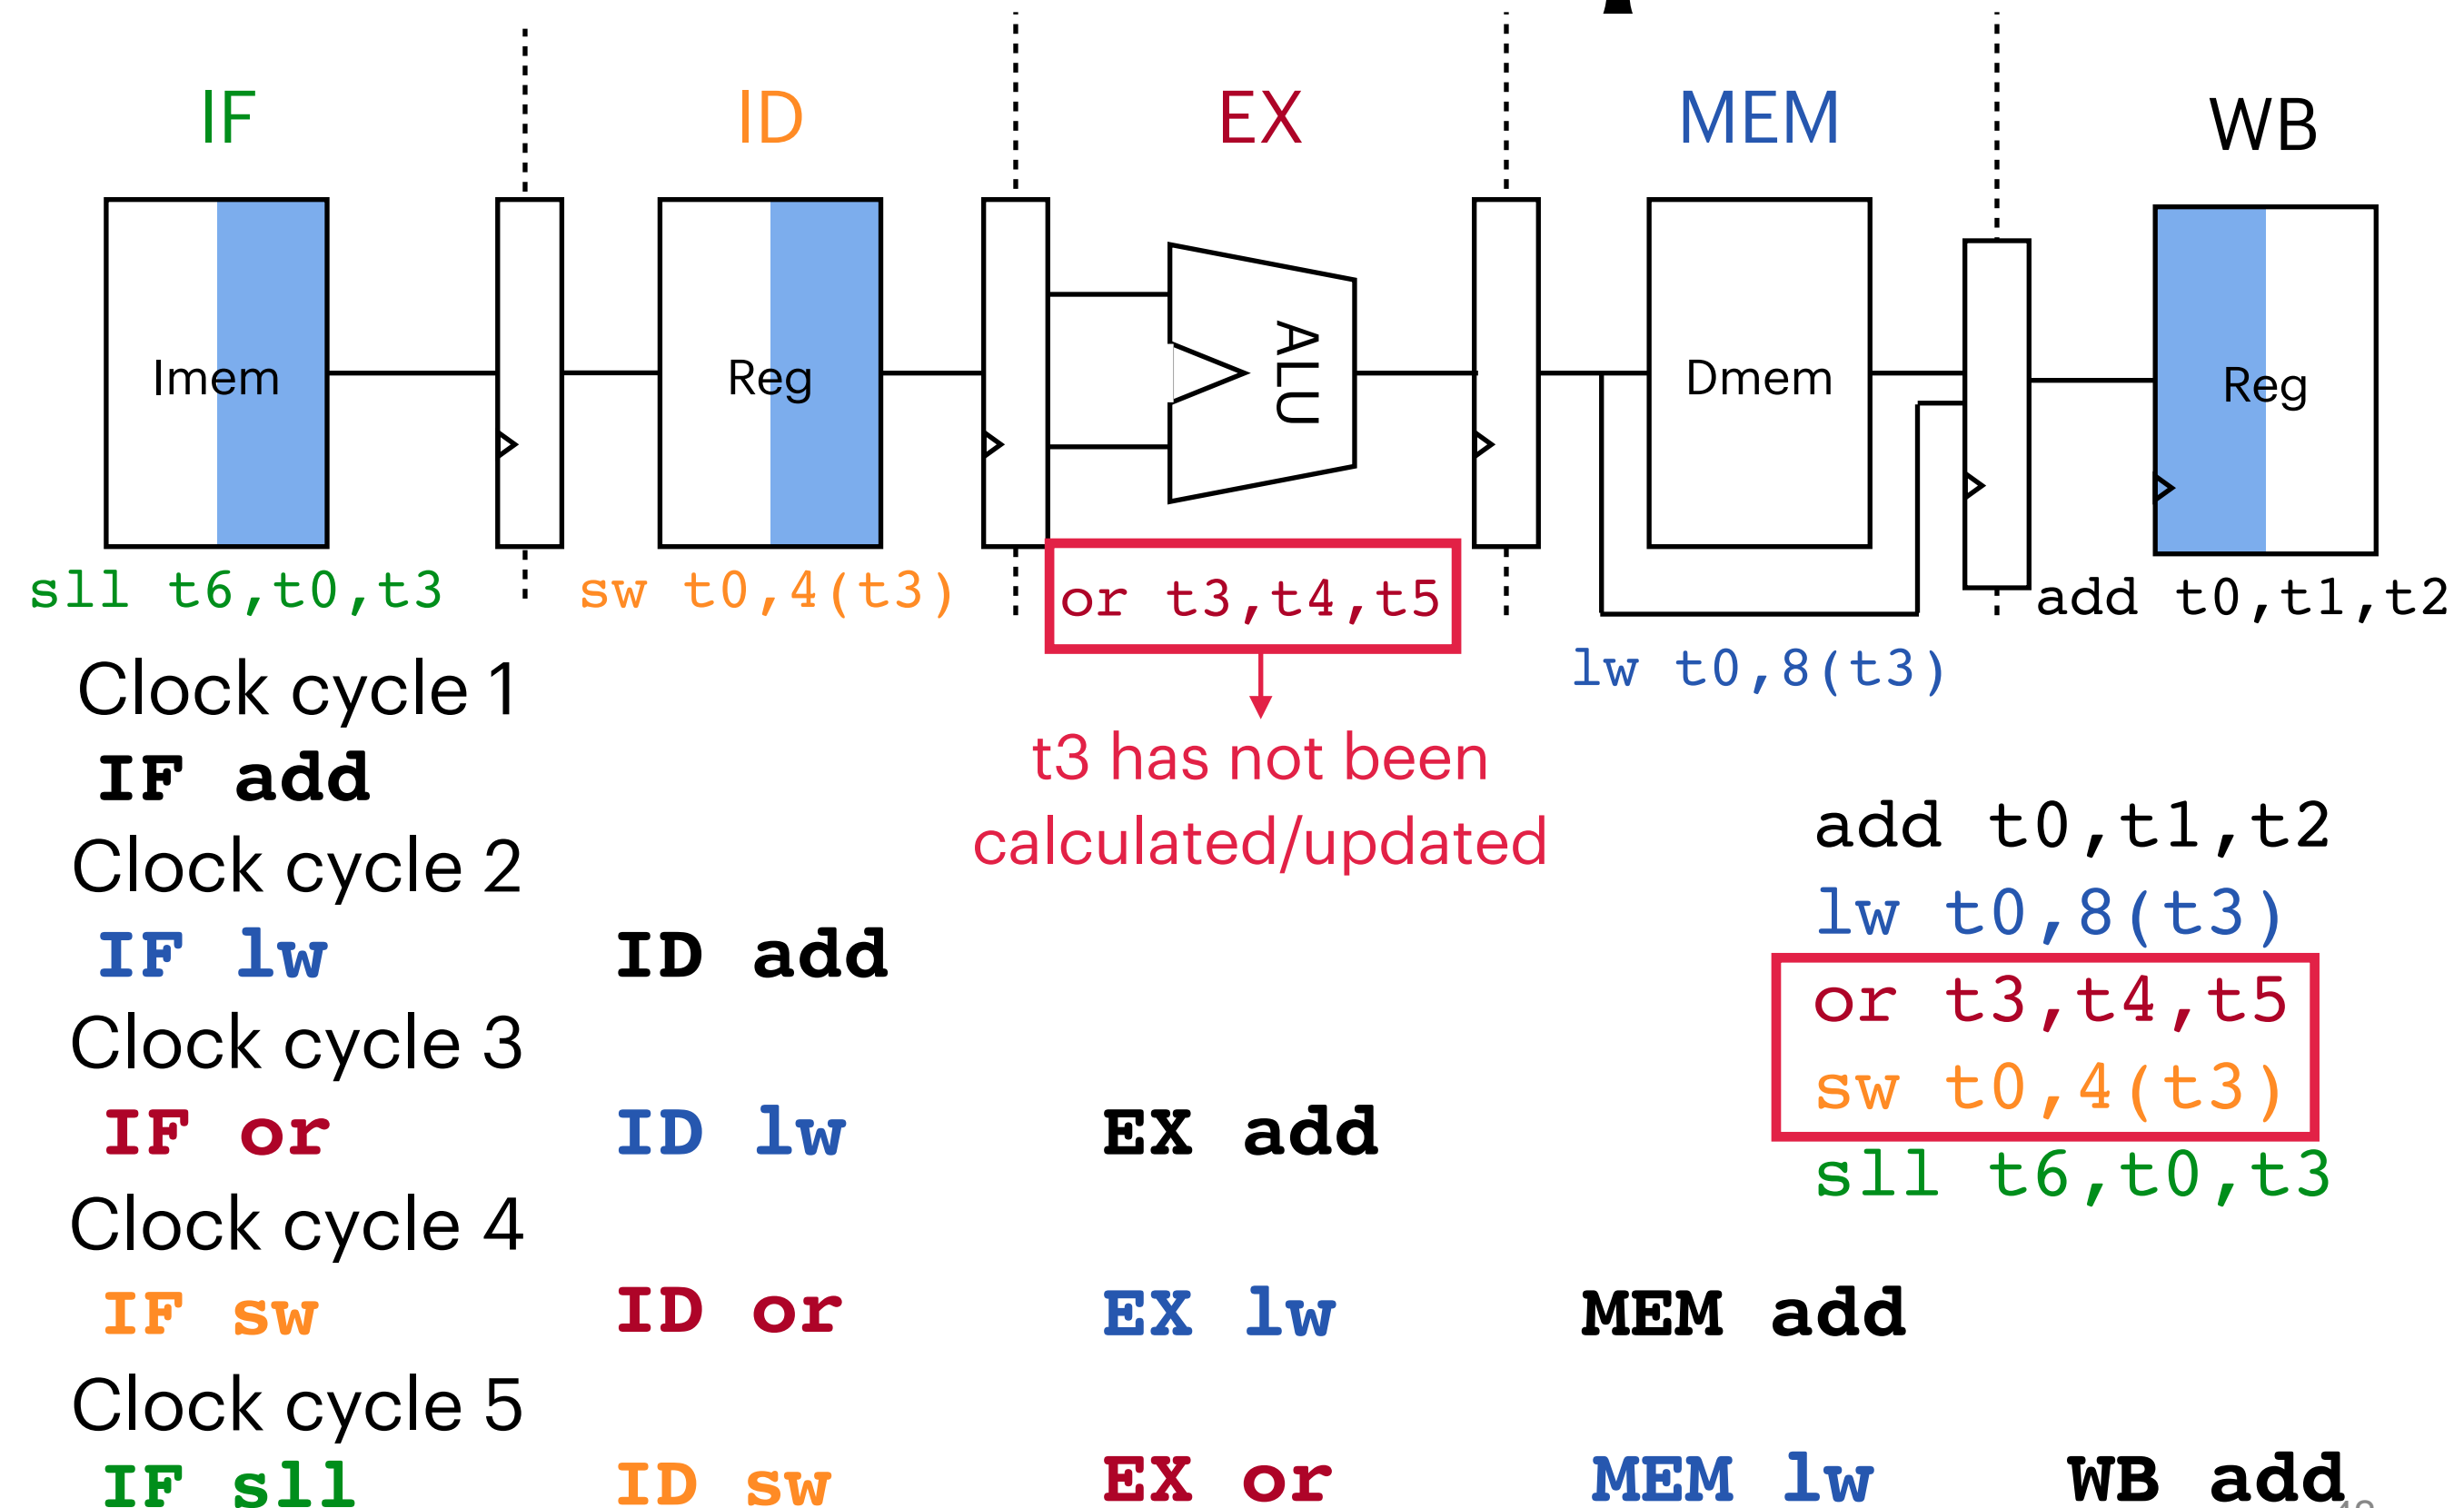 IF ID EX MEM WB
Imem Reg ALU Dmem Reg
sll t6,t0,t3
sw t0,4(t3)
or t3,t4,t5
lw t0,8(t3)
add t0,t1,t2
t3 has not been
calculated/updated
Clock cycle 1
IF add
Clock cycle 2
IF lw ID add
Clock cycle 3
IF or ID lw EX add
Clock cycle 4
IF sw ID or EX lw MEM add
Clock cycle 5
IF sll ID sw EX or MEM lw WB add
add t0,t1,t2
lw t0,8(t3)
or t3,t4,t5
sw t0,4(t3)
sll t6,t0,t3